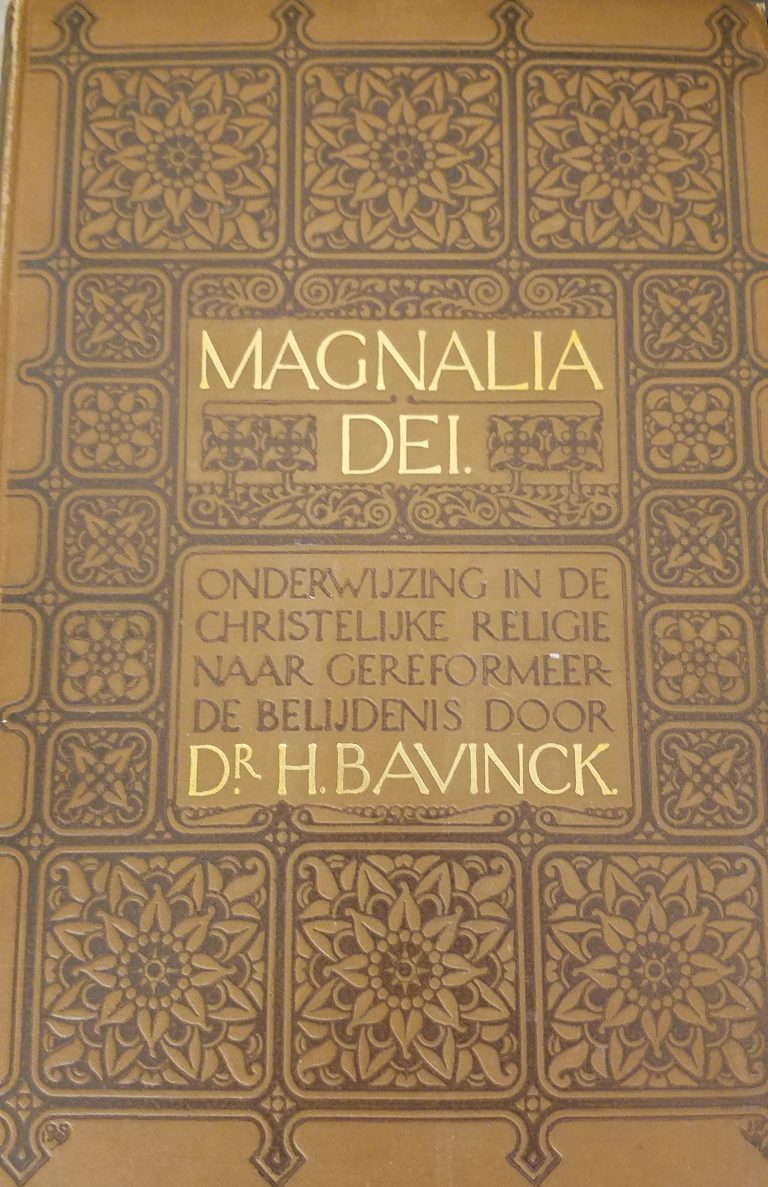 MAGNALIA
DEI.
ONDERWIJZING IN DE
CHRISTELIJKE RELIGIE
NAAR GEREFORMEER-
DE BELIJDENIS DOOR
DR. H. BAVINCK.